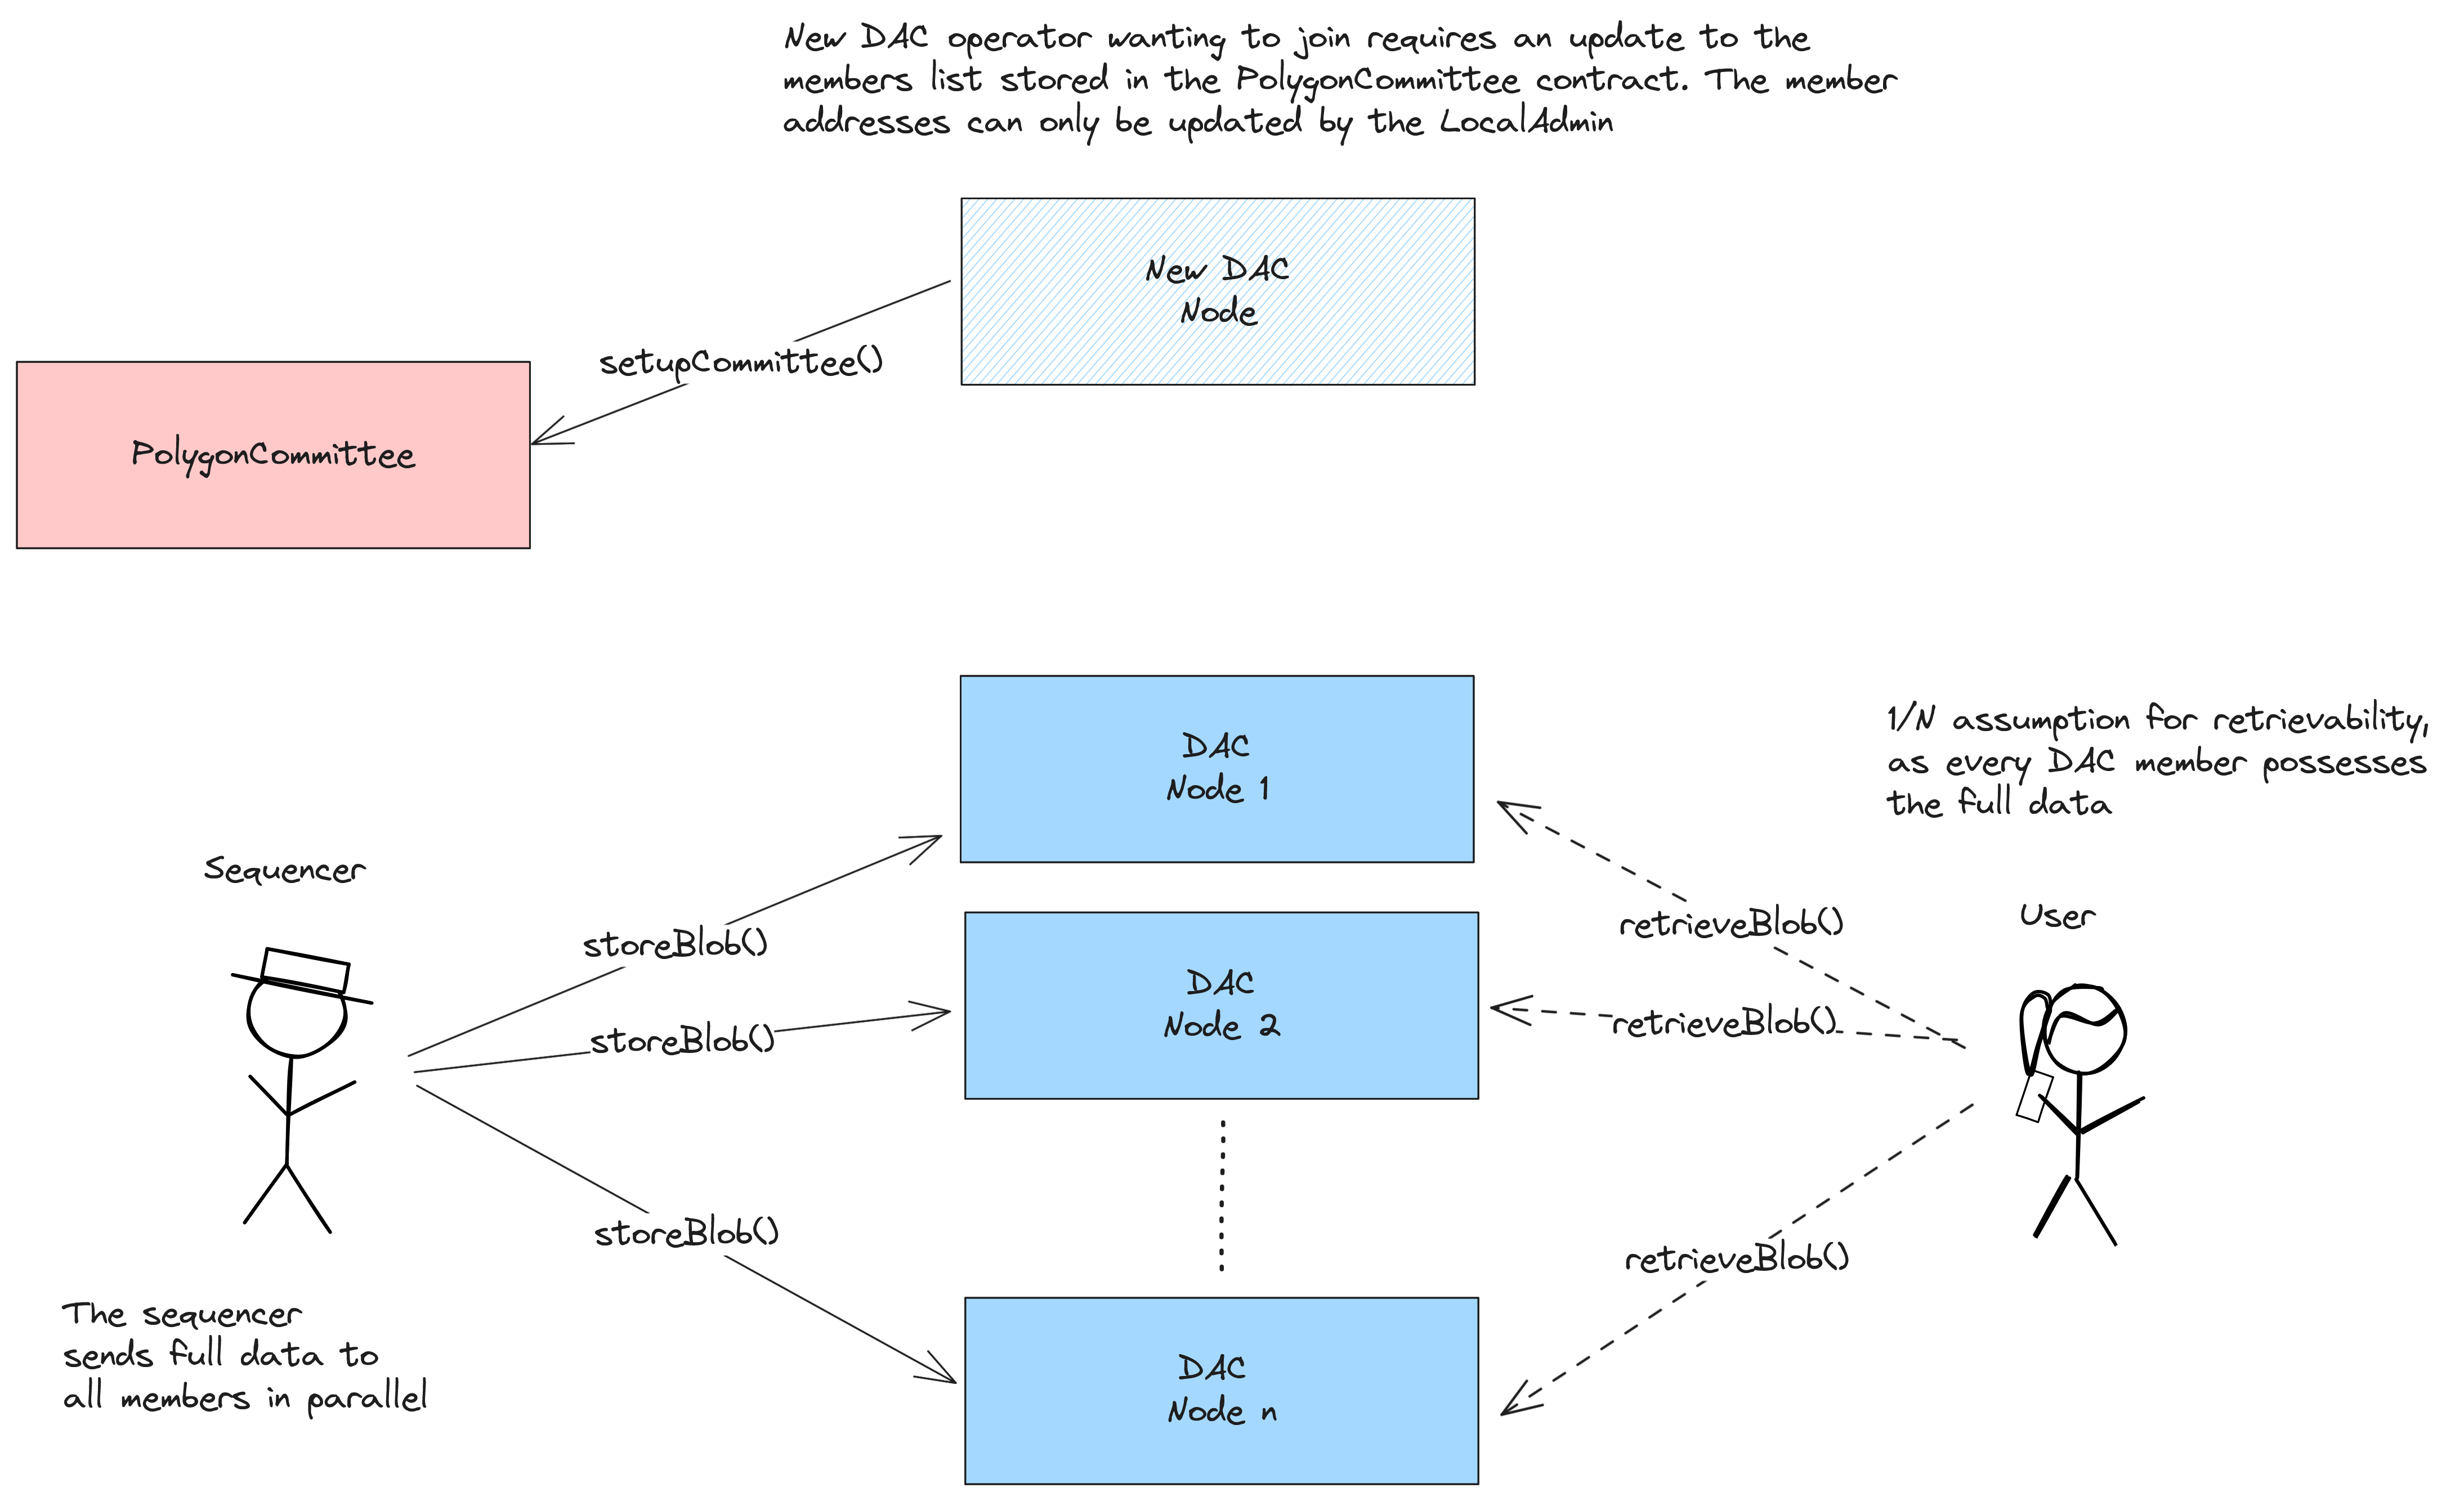 New DAC operator wanting to join requires an update to the
members list stored in the PolygonCommittee contract. The member
addresses can only be updated by the LocalAdmin
New DAC
Node
setupCommittee()
PolygonCommittee
DAC
Node 1
1/N assumption for retrievability,
as every DAC member possesses
the full data
Sequencer
User
storeBlob()
retrieveBlob()
DAC
Node 2
storeBlob()
retrieveBlob()
storeBlob()
retrieveBlob()
The sequencer
sends full data to
all members in parallel
DAC
Node n